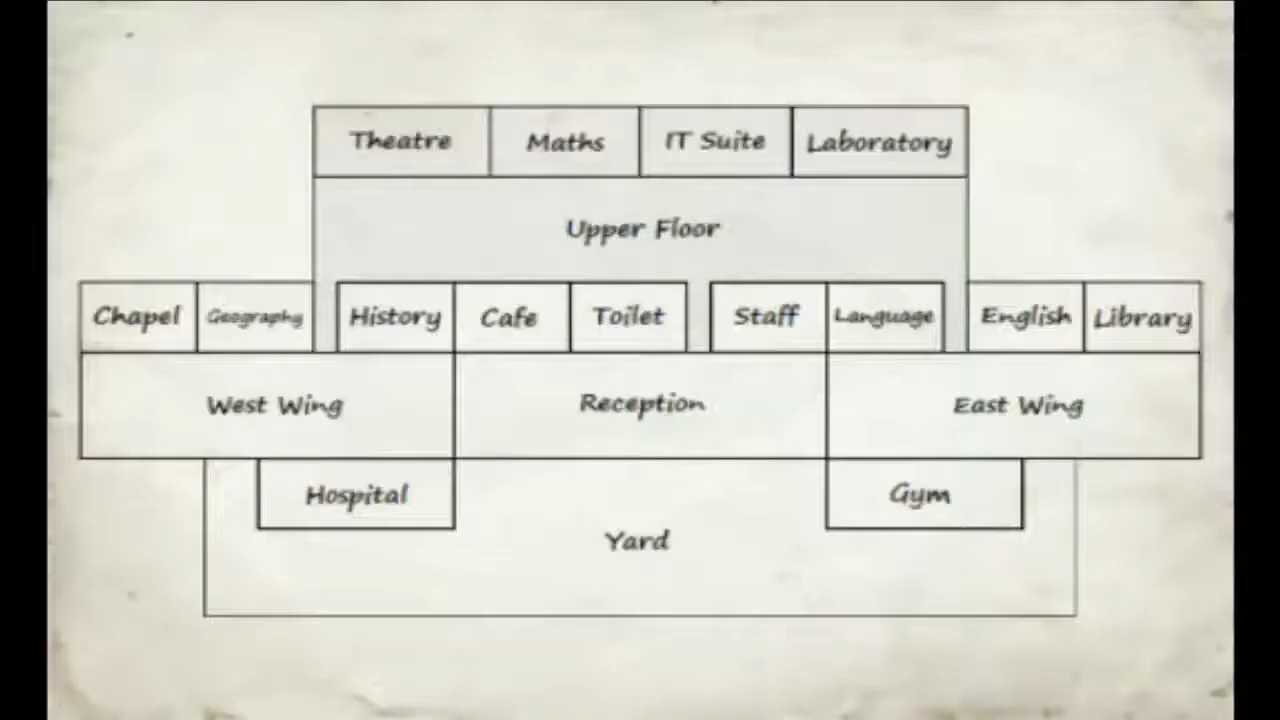 Theatre Maths IT Suite Laboratory
Upper Floor
Chapel Geography History Cafe Toilet Staff Language English Library
West Wing Reception East Wing
Hospital Gym
Yard